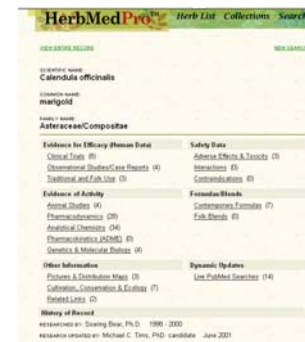 HerbMedPro™ Herb List Collections Search
VIEW ENTIRE RECORD NEW SEARCH
SCIENTIFIC NAME:
Calendula officinalis
COMMON NAME:
marigold
FAMILY NAME:
Asteraceae/Compositae
Evidence for Efficacy (Human Data) Safety Data
Clinical Trials (8) Adverse Effects & Toxicity (3)
Observational Studies/Case Reports (4) Interactions (0)
Traditional and Folk Use (3) Contraindications (0)
Evidence of Activity Formulas/Blends
Animal Studies (4) Contemporary Formulas (7)
Pharmacodynamics (28) Folk Blends (0)
Analytical Chemistry (34)
Pharmacokinetics (ADME) (0)
Genetics & Molecular Biology (4)
Other Information Dynamic Updates
Pictures & Distribution Maps (3) Live PubMed Searches (14)
Cultivation, Conservation & Ecology (7)
Related Links (2)
History of Record
RESEARCHED BY: Soaring Bear, Ph.D. 1998 - 2000
RESEARCH UPDATED BY: Michael C. Tims, PhD. candidate June 2001